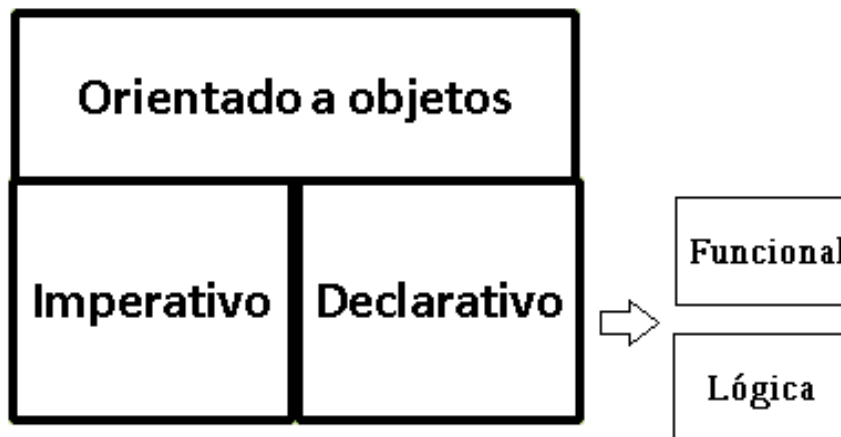 Orientado a objetos
Imperativo
Declarativo
Funcional
Lógica